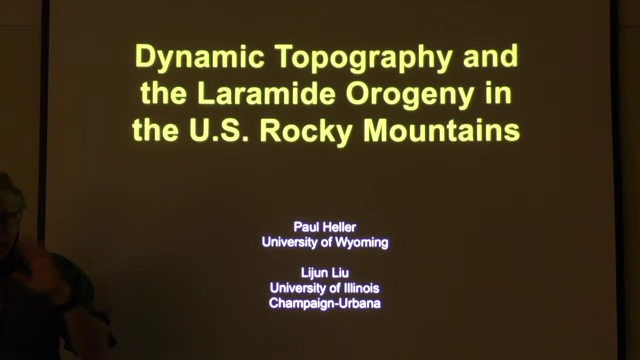 Dynamic Topography and
the Laramide Orogeny in
the U.S. Rocky Mountains
Paul Heller
University of Wyoming
Lijun Liu
University of Illinois
Champaign-Urbana